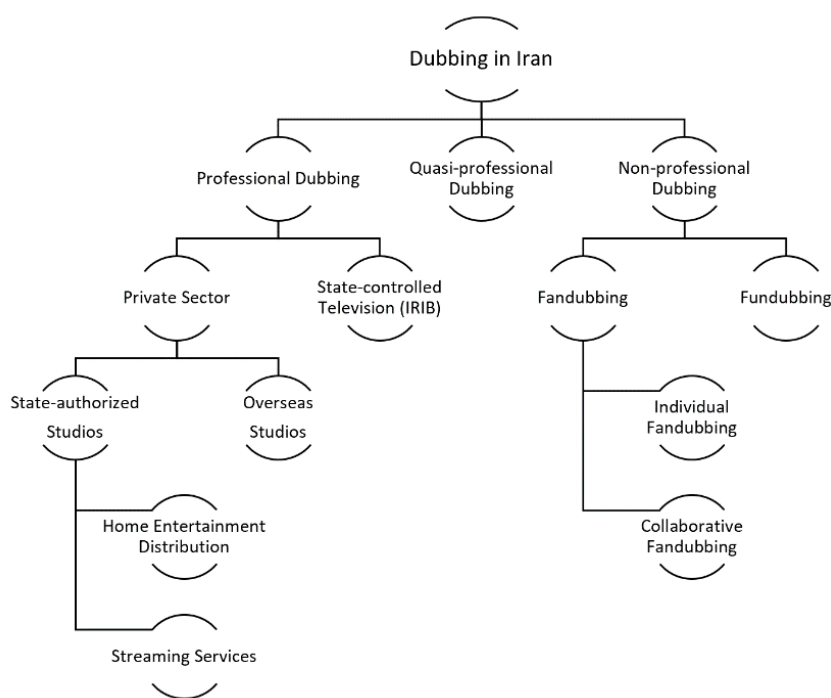 Dubbing in Iran
Professional Dubbing
Quasi-professional
Dubbing
Non-professional
Dubbing
Private Sector
State-controlled
Television (IRIB)
Fandubbing
Fundubbing
State-authorized
Studios
Overseas
Studios
Individual
Fandubbing
Home Entertainment
Distribution
Collaborative
Fandubbing
Streaming Services